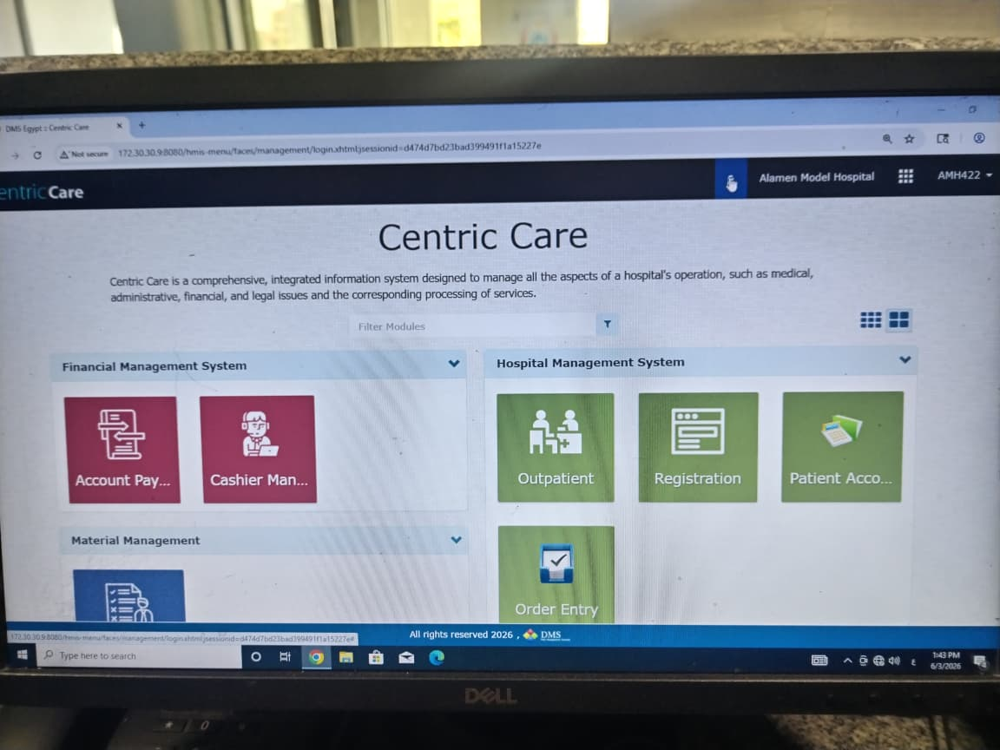 DMS Egypt :: Centric Care
Not secure
172.30.30.9:8080/hmis-menu/faces/management/login.xhtml;jsessionid=d474d7bd23bad399491f1a15227e
entricCare
Alamen Model Hospital
AMH422
Centric Care
Centric Care is a comprehensive, integrated information system designed to manage all the aspects of a hospital's operation, such as medical,
administrative, financial, and legal issues and the corresponding processing of services.
Filter Modules
Financial Management System
Hospital Management System
Account Pay...
Cashier Man...
Outpatient
Registration
Patient Acco...
Material Management
Order Entry
172.30.30.9:8080/hmis-menu/faces/management/login.xhtml;jsessionid=d474d7bd23bad399491f1a15227e#
All rights reserved 2026 , DMS
Type here to search
ع
1:43 PM
6/3/2026
DELL